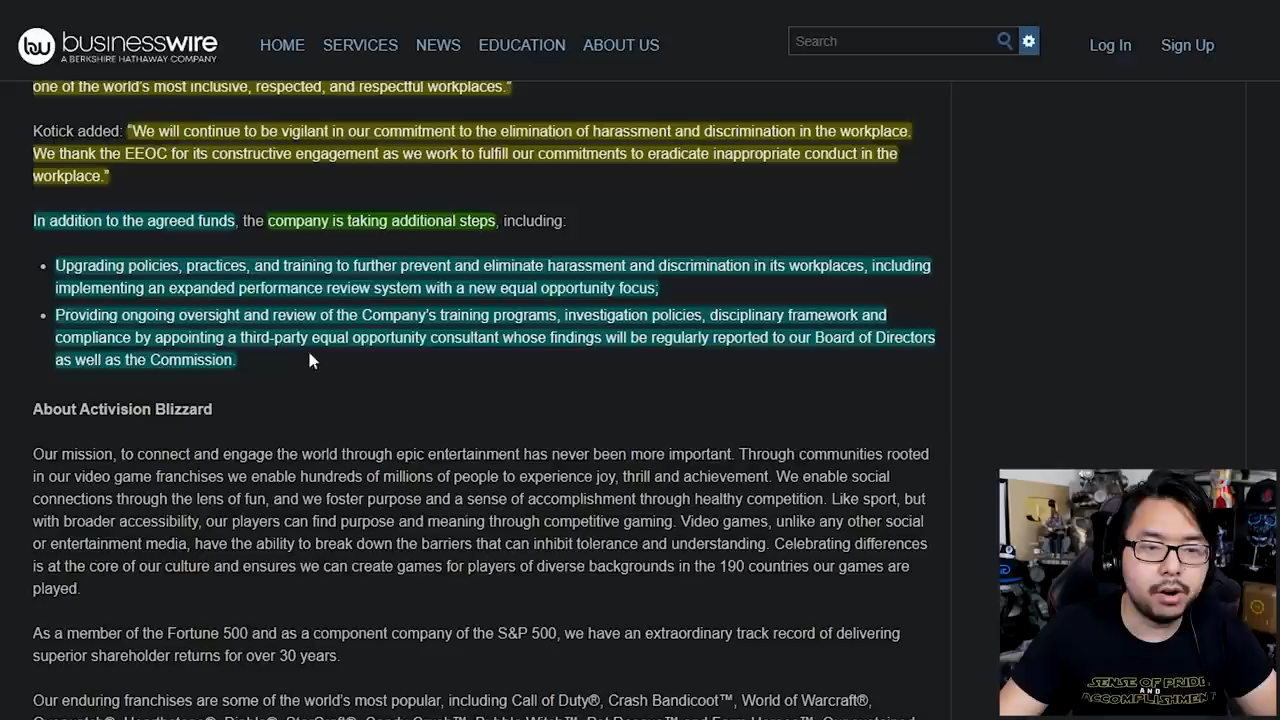 businesswire
A BERKSHIRE HATHAWAY COMPANY
HOME SERVICES NEWS EDUCATION ABOUT US
Search
Log In Sign Up
one of the world's most inclusive, respected, and respectful workplaces."
Kotick added: "We will continue to be vigilant in our commitment to the elimination of harassment and discrimination in the workplace.
We thank the EEOC for its constructive engagement as we work to fulfill our commitments to eradicate inappropriate conduct in the
workplace."
In addition to the agreed funds, the company is taking additional steps, including:
• Upgrading policies, practices, and training to further prevent and eliminate harassment and discrimination in its workplaces, including
implementing an expanded performance review system with a new equal opportunity focus;
• Providing ongoing oversight and review of the Company's training programs, investigation policies, disciplinary framework and
compliance by appointing a third-party equal opportunity consultant whose findings will be regularly reported to our Board of Directors
as well as the Commission.
About Activision Blizzard
Our mission, to connect and engage the world through epic entertainment has never been more important. Through communities rooted
in our video game franchises we enable hundreds of millions of people to experience joy, thrill and achievement. We enable social
connections through the lens of fun, and we foster purpose and a sense of accomplishment through healthy competition. Like sport, but
with broader accessibility, our players can find purpose and meaning through competitive gaming. Video games, unlike any other social
or entertainment media, have the ability to break down the barriers that can inhibit tolerance and understanding. Celebrating differences
is at the core of our culture and ensures we can create games for players of diverse backgrounds in the 190 countries our games are
played.
As a member of the Fortune 500 and as a component company of the S&P 500, we have an extraordinary track record of delivering
superior shareholder returns for over 30 years.
Our enduring franchises are some of the world's most popular, including Call of Duty®, Crash Bandicoot™, World of Warcraft®,
SENSE OF PRIDE
AND
ACCOMPLISHMENT